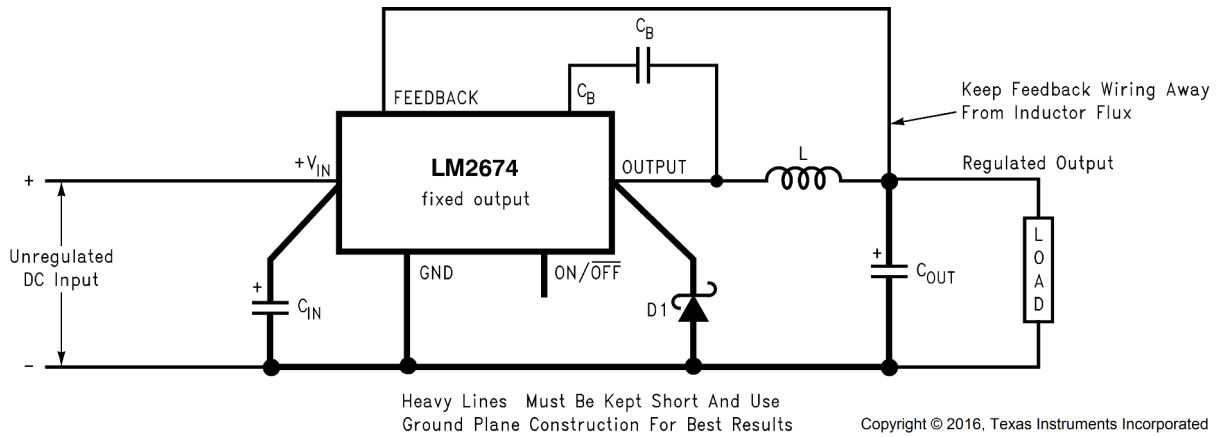 C_B
FEEDBACK
C_B
Keep Feedback Wiring Away
From Inductor Flux
+V_IN
LM2674
fixed output
OUTPUT
L
Regulated Output
+
Unregulated
DC Input
-
+
C_IN
GND
ON/O̅F̅F̅
D1
+
C_OUT
LOAD
Heavy Lines Must Be Kept Short And Use
Ground Plane Construction For Best Results
Copyright © 2016, Texas Instruments Incorporated